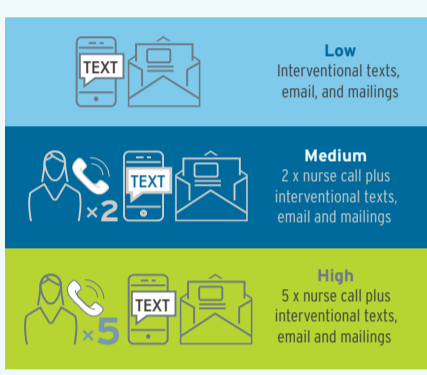 TEXT
Low
Interventional texts,
email, and mailings
×2
TEXT
Medium
2 x nurse call plus
interventional texts,
email and mailings
×5
TEXT
High
5 x nurse call plus
interventional texts,
email and mailings